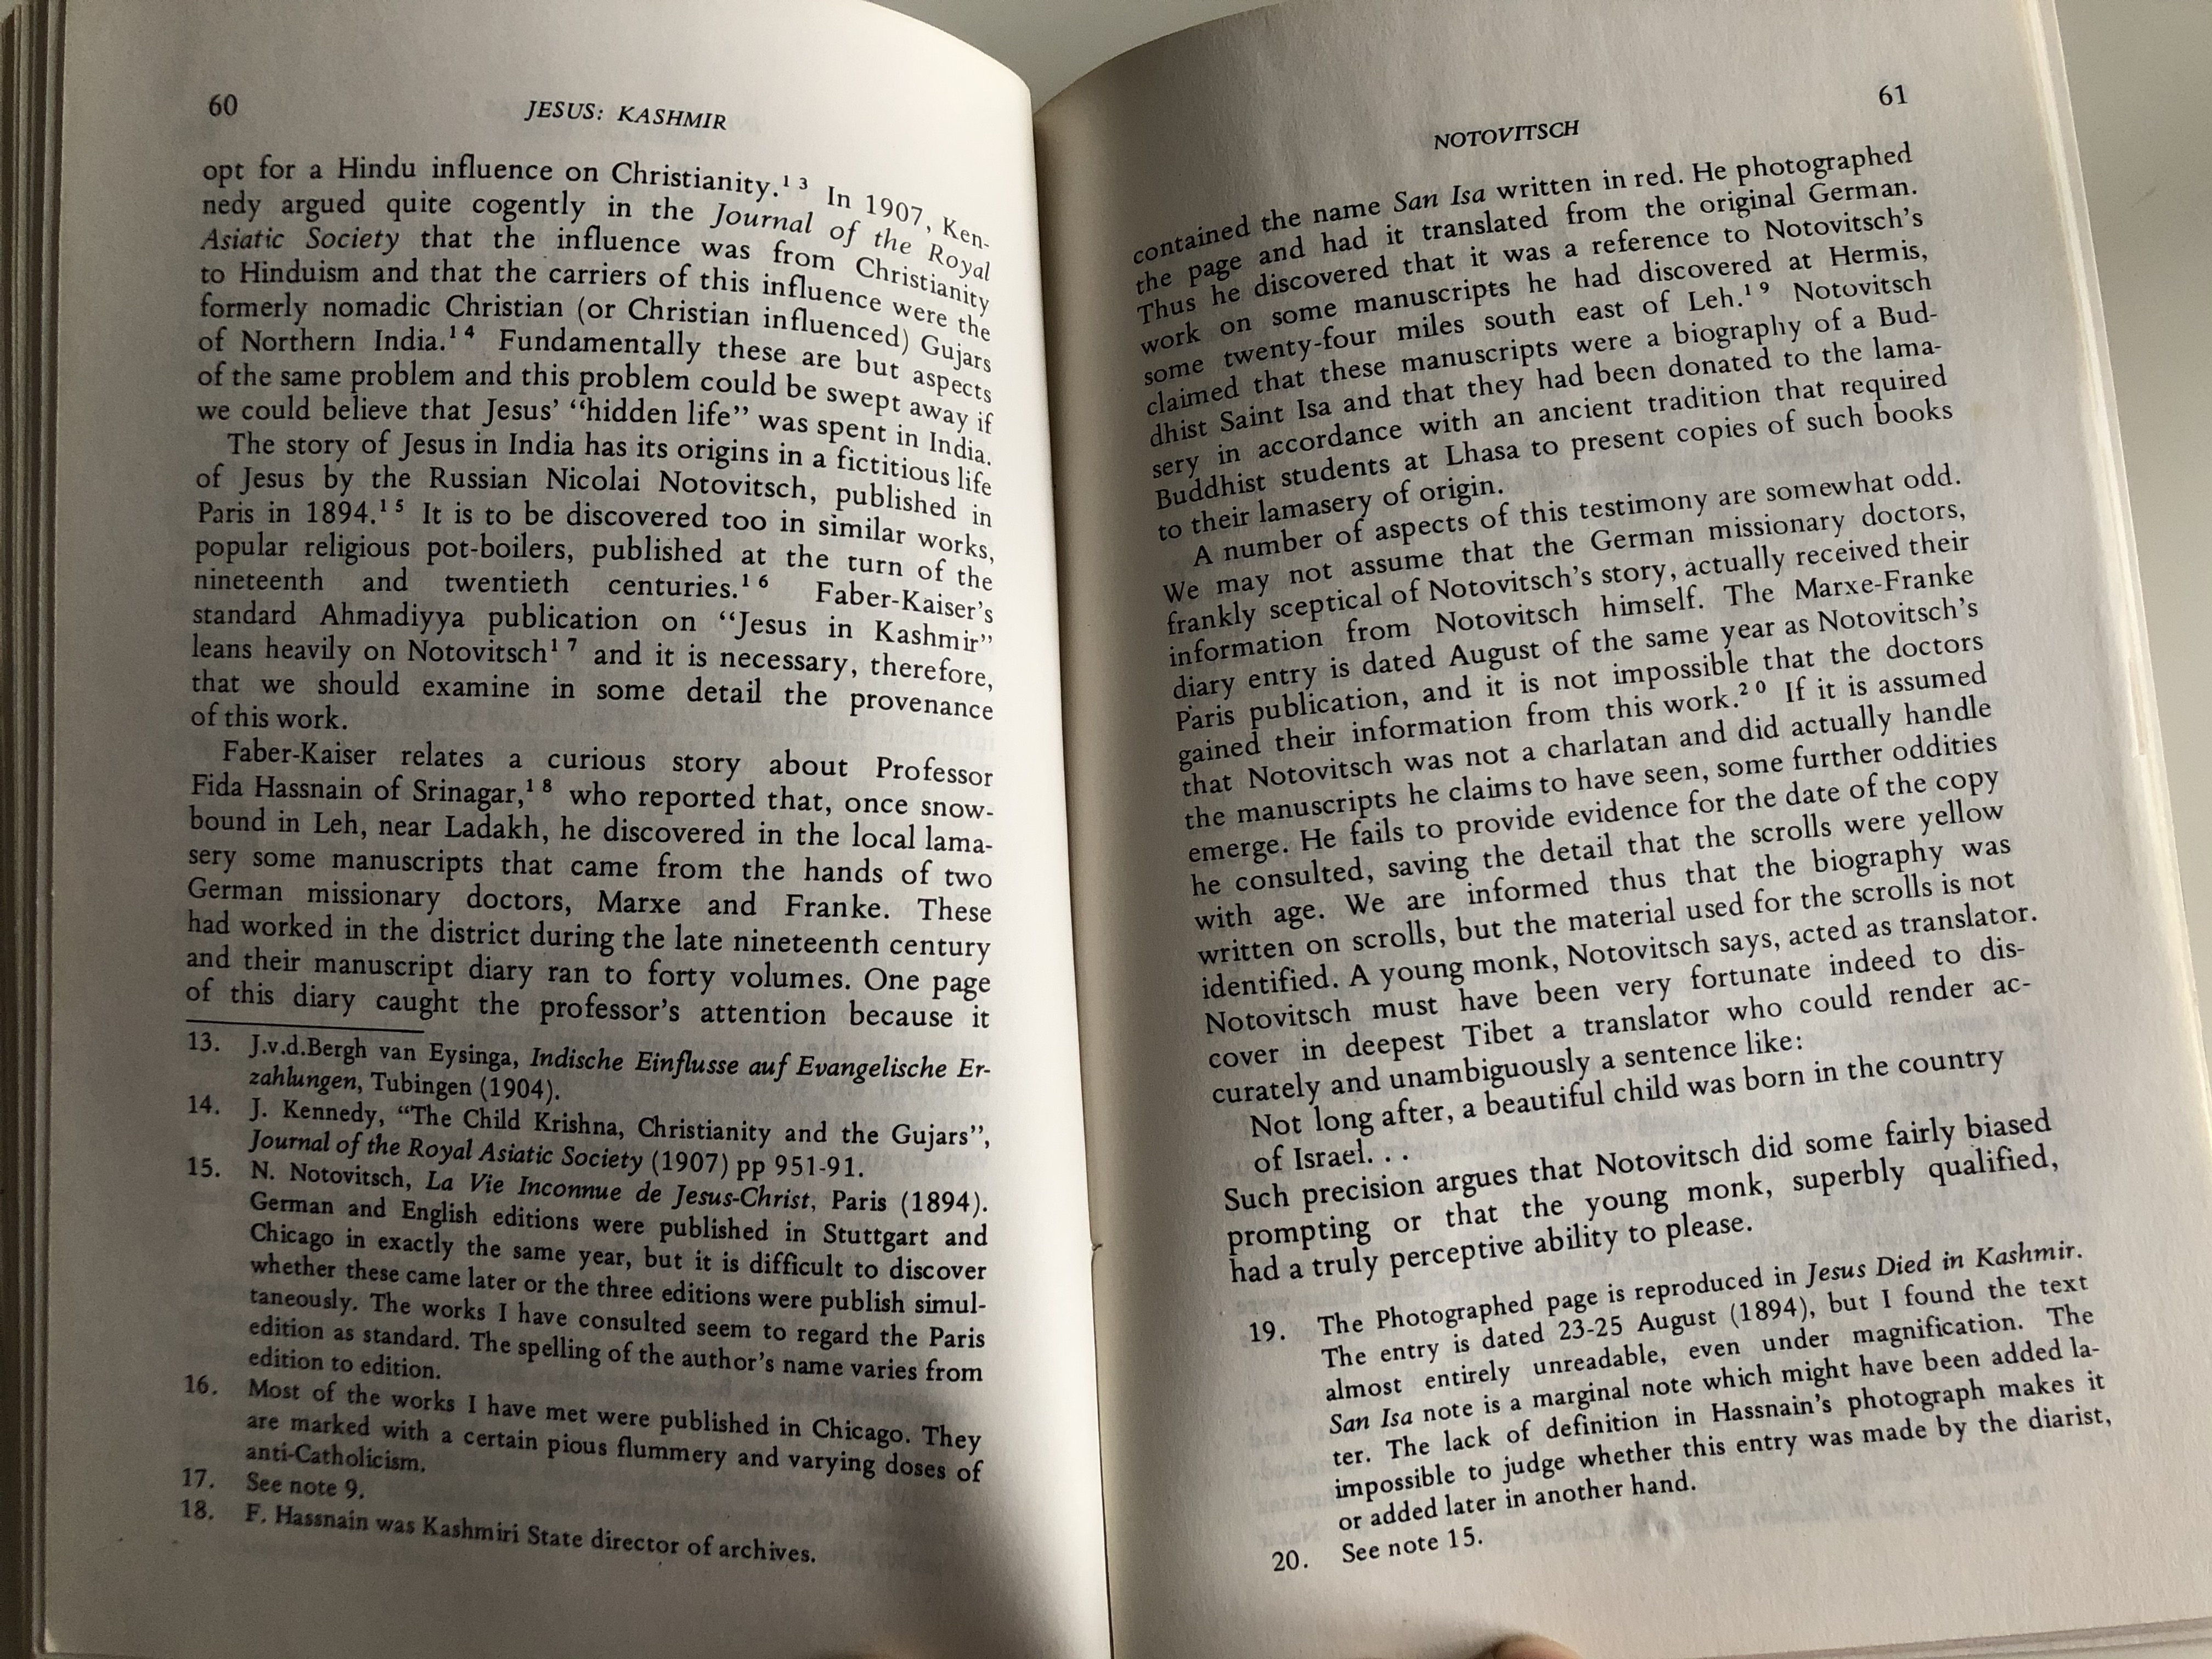 60
JESUS: KASHMIR
opt for a Hindu influence on Christianity.¹³ In 1907, Ken-
nedy argued quite cogently in the Journal of the Royal
Asiatic Society that the influence was from Christianity
to Hinduism and that the carriers of this influence were the
formerly nomadic Christian (or Christian influenced) Gujars
of Northern India.¹⁴ Fundamentally these are but aspects
of the same problem and this problem could be swept away if
we could believe that Jesus' “hidden life” was spent in India.
The story of Jesus in India has its origins in a fictitious life
of Jesus by the Russian Nicolai Notovitsch, published in
Paris in 1894.¹⁵ It is to be discovered too in similar works,
popular religious pot-boilers, published at the turn of the
nineteenth and twentieth centuries.¹⁶ Faber-Kaiser's
standard Ahmadiyya publication on “Jesus in Kashmir”
leans heavily on Notovitsch¹⁷ and it is necessary, therefore,
that we should examine in some detail the provenance
of this work.
Faber-Kaiser relates a curious story about Professor
Fida Hassnain of Srinagar,¹⁸ who reported that, once snow-
bound in Leh, near Ladakh, he discovered in the local lama-
sery some manuscripts that came from the hands of two
German missionary doctors, Marxe and Franke. These
had worked in the district during the late nineteenth century
and their manuscript diary ran to forty volumes. One page
of this diary caught the professor's attention because it
13. J.v.d.Bergh van Eysinga, Indische Einflusse auf Evangelische Er-
zahlungen, Tubingen (1904).
14. J. Kennedy, “The Child Krishna, Christianity and the Gujars”,
Journal of the Royal Asiatic Society (1907) pp 951-91.
15. N. Notovitsch, La Vie Inconnue de Jesus-Christ, Paris (1894).
German and English editions were published in Stuttgart and
Chicago in exactly the same year, but it is difficult to discover
whether these came later or the three editions were publish simul-
taneously. The works I have consulted seem to regard the Paris
edition as standard. The spelling of the author's name varies from
edition to edition.
16. Most of the works I have met were published in Chicago. They
are marked with a certain pious flummery and varying doses of
anti-Catholicism.
17. See note 9.
18. F. Hassnain was Kashmiri State director of archives.
61
NOTOVITSCH
contained the name San Isa written in red. He photographed
the page and had it translated from the original German.
Thus he discovered that it was a reference to Notovitsch's
work on some manuscripts he had discovered at Hermis,
some twenty-four miles south east of Leh.¹⁹ Notovitsch
claimed that these manuscripts were a biography of a Bud-
dhist Saint Isa and that they had been donated to the lama-
sery in accordance with an ancient tradition that required
Buddhist students at Lhasa to present copies of such books
to their lamasery of origin.
A number of aspects of this testimony are somewhat odd.
We may not assume that the German missionary doctors,
frankly sceptical of Notovitsch's story, actually received their
information from Notovitsch himself. The Marxe-Franke
diary entry is dated August of the same year as Notovitsch's
Paris publication, and it is not impossible that the doctors
gained their information from this work.²⁰ If it is assumed
that Notovitsch was not a charlatan and did actually handle
the manuscripts he claims to have seen, some further oddities
emerge. He fails to provide evidence for the date of the copy
he consulted, saving the detail that the scrolls were yellow
with age. We are informed thus that the biography was
written on scrolls, but the material used for the scrolls is not
identified. A young monk, Notovitsch says, acted as translator.
Notovitsch must have been very fortunate indeed to dis-
cover in deepest Tibet a translator who could render ac-
curately and unambiguously a sentence like:
Not long after, a beautiful child was born in the country
of Israel. . .
Such precision argues that Notovitsch did some fairly biased
prompting or that the young monk, superbly qualified,
had a truly perceptive ability to please.
19. The Photographed page is reproduced in Jesus Died in Kashmir.
The entry is dated 23-25 August (1894), but I found the text
almost entirely unreadable, even under magnification. The
San Isa note is a marginal note which might have been added la-
ter. The lack of definition in Hassnain's photograph makes it
impossible to judge whether this entry was made by the diarist,
or added later in another hand.
20. See note 15.